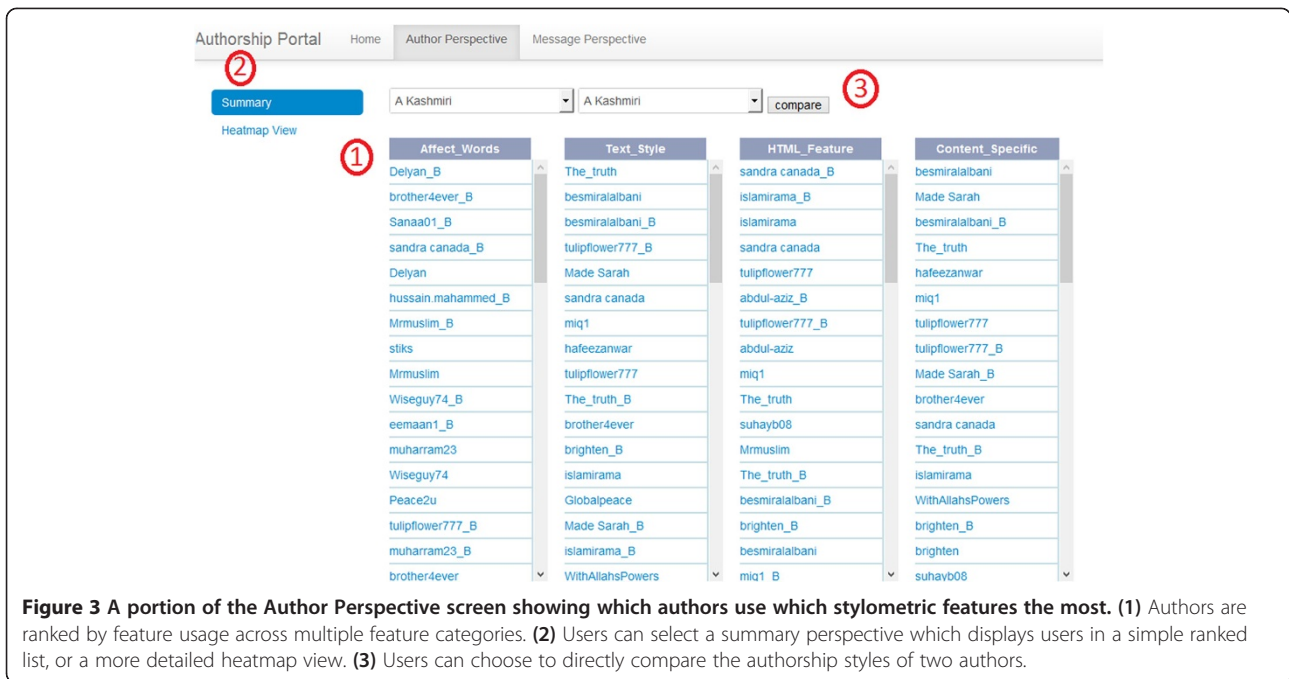 Authorship Portal Home Author Perspective Message Perspective
2
3
Summary A Kashmiri A Kashmiri compare
Heatmap View
1
Affect_Words Text_Style HTML_Feature Content_Specific
Delyan_B The_truth sandra canada_B besmiralalbani
brother4ever_B besmiralalbani islamirama_B Made Sarah
Sanaa01_B besmiralalbani_B islamirama besmiralalbani_B
sandra canada_B tulipflower777_B sandra canada The_truth
Delyan Made Sarah tulipflower777 hafeezanwar
hussain.mahammed_B sandra canada abdul-aziz_B miq1
Mrmuslim_B miq1 tulipflower777_B tulipflower777
stiks hafeezanwar abdul-aziz tulipflower777_B
Mrmuslim tulipflower777 miq1 Made Sarah_B
Wiseguy74_B The_truth_B The_truth brother4ever
eemaan1_B brother4ever suhayb08 sandra canada
muharram23 brighten_B Mrmuslim The_truth_B
Wiseguy74 islamirama The_truth_B islamirama
Peace2u Globalpeace besmiralalbani_B WithAllahsPowers
tulipflower777_B Made Sarah_B brighten_B brighten_B
muharram23_B islamirama_B besmiralalbani brighten
brother4ever WithAllahsPowers miq1_B suhayb08
Figure 3 A portion of the Author Perspective screen showing which authors use which stylometric features the most. (1) Authors are
ranked by feature usage across multiple feature categories. (2) Users can select a summary perspective which displays users in a simple ranked
list, or a more detailed heatmap view. (3) Users can choose to directly compare the authorship styles of two authors.